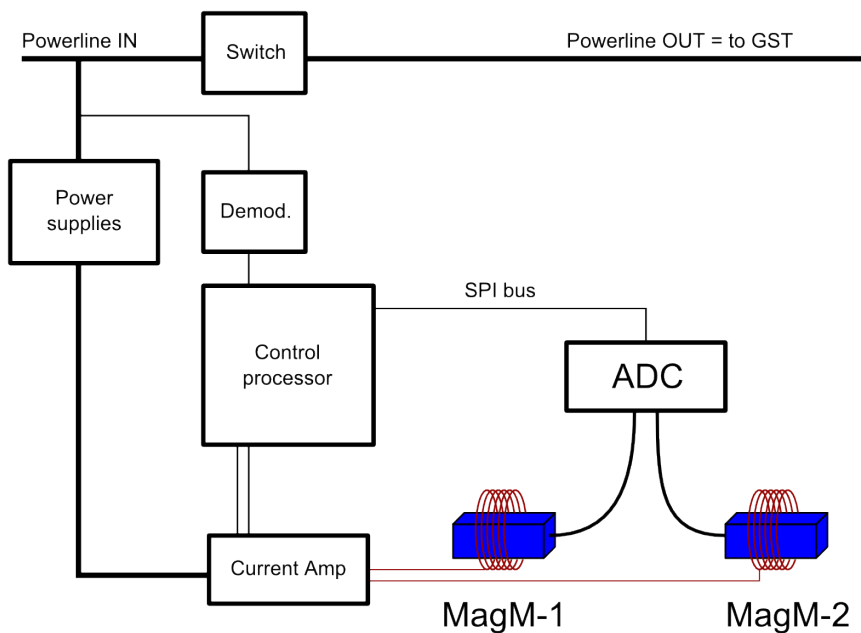 Powerline IN
Switch
Powerline OUT = to GST
Power
supplies
Demod.
SPI bus
Control
processor
ADC
Current Amp
MagM-1
MagM-2